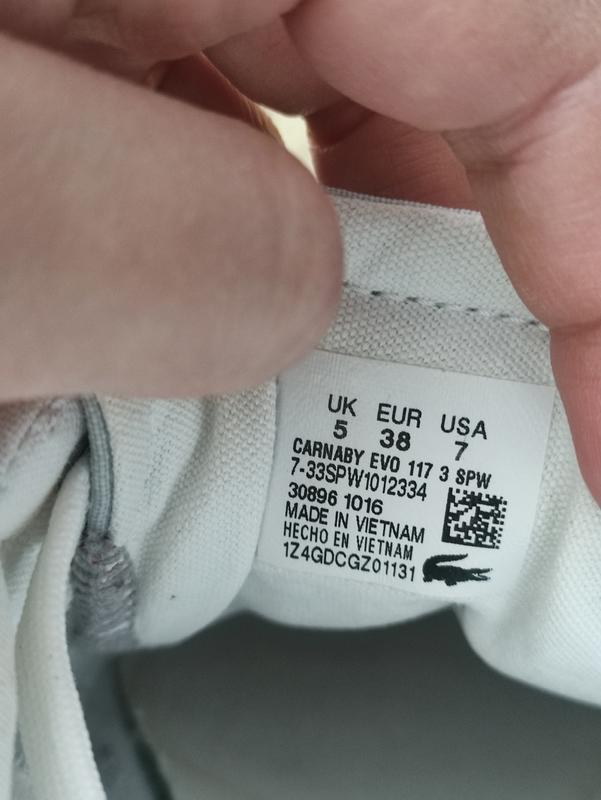 UK EUR USA
5 38 7
CARNABY EVO 117 3 SPW
7-33SPW1012334
30896 1016
MADE IN VIETNAM
HECHO EN VIETNAM
1Z4GDCGZ01131